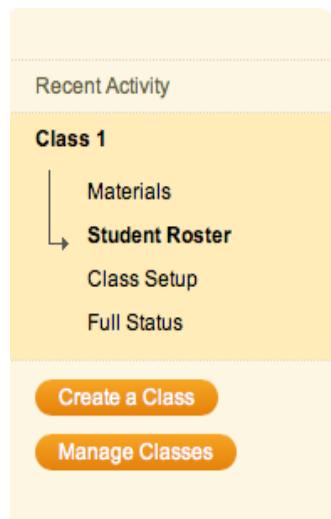 Recent Activity
Class 1
Materials
Student Roster
Class Setup
Full Status
Create a Class
Manage Classes